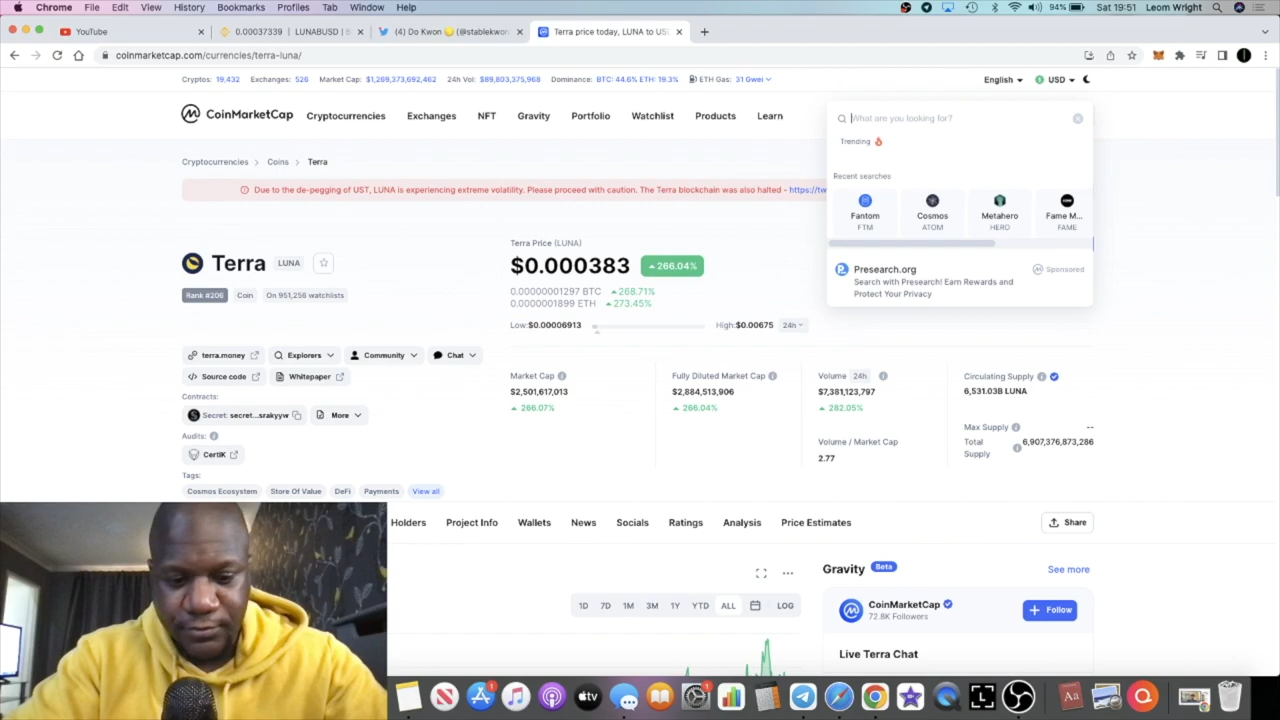 Chrome File Edit View History Bookmarks Profiles Tab Window Help 94% Sat 19:51 Leom Wright
YouTube
0.00037339 | LUNABUSD |
(4) Do Kwon (@stablekwon
Terra price today, LUNA to US
coinmarketcap.com/currencies/terra-luna/
Cryptos: 19,432 Exchanges: 526 Market Cap: $1,269,373,692,462 24h Vol: $89,803,375,968 Dominance: BTC: 44.6% ETH: 19.3% ETH Gas: 31 Gwei
English USD
CoinMarketCap Cryptocurrencies Exchanges NFT Gravity Portfolio Watchlist Products Learn
What are you looking for?
Trending
Recent searches
Fantom
FTM
Cosmos
ATOM
Metahero
HERO
Fame M...
FAME
Presearch.org Sponsored
Search with Presearch! Earn Rewards and
Protect Your Privacy
Cryptocurrencies > Coins > Terra
Due to the de-pegging of UST, LUNA is experiencing extreme volatility. Please proceed with caution. The Terra blockchain was also halted - https://tw
Terra LUNA
Rank #206 Coin On 951,256 watchlists
Terra Price (LUNA)
$0.000383 266.04%
0.00000001297 BTC 268.71%
0.0000001899 ETH 273.45%
Low:$0.00006913 High:$0.00675 24h
terra.money Explorers Community Chat
Source code Whitepaper
Contracts:
Secret: secret...srakyyw More
Audits:
CertiK
Tags:
Cosmos Ecosystem Store Of Value DeFi Payments View all
Market Cap
$2,501,617,013
266.07%
Fully Diluted Market Cap
$2,884,513,906
266.04%
Volume 24h
$7,381,123,797
282.05%
Volume / Market Cap
2.77
Circulating Supply
6,531.03B LUNA
Max Supply --
Total Supply 6,907,376,873,286
Holders Project Info Wallets News Socials Ratings Analysis Price Estimates Share
1D 7D 1M 3M 1Y YTD ALL LOG
Gravity Beta See more
CoinMarketCap
72.8K Followers
Follow
Live Terra Chat